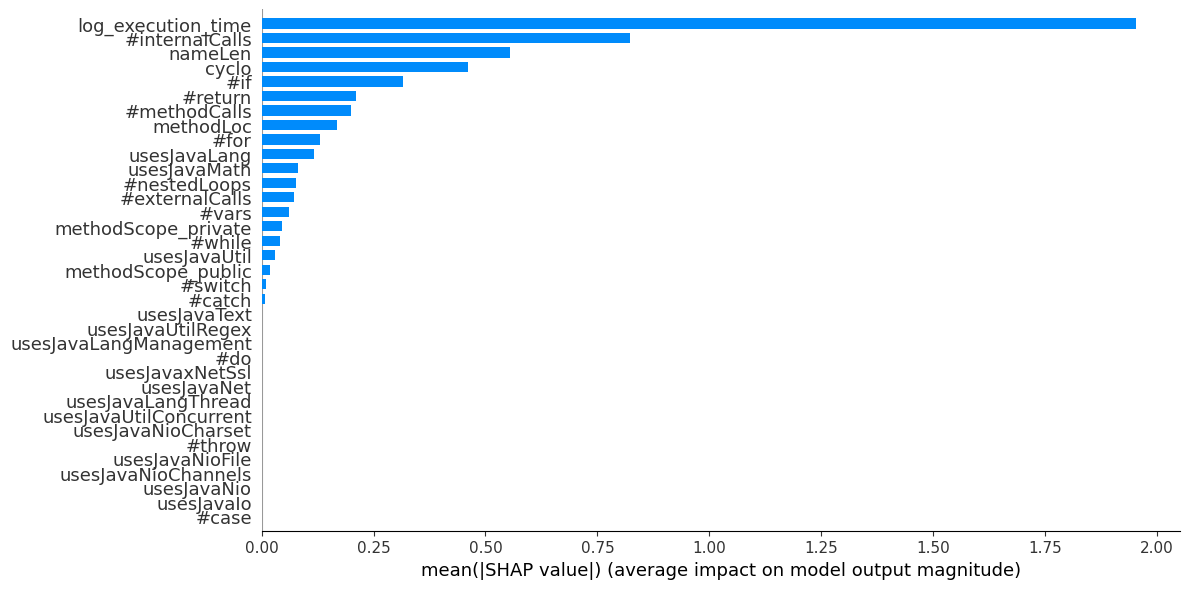 log_execution_time
#internalCalls
nameLen
cyclo
#if
#return
#methodCalls
methodLoc
#for
usesJavaLang
usesJavaMath
#nestedLoops
#externalCalls
#vars
methodScope_private
#while
usesJavaUtil
methodScope_public
#switch
#catch
usesJavaText
usesJavaUtilRegex
usesJavaLangManagement
#do
usesJavaxNetSsl
usesJavaNet
usesJavaLangThread
usesJavaUtilConcurrent
usesJavaNioCharset
#throw
usesJavaNioFile
usesJavaNioChannels
usesJavaNio
usesJavaIo
#case
0.00 0.25 0.50 0.75 1.00 1.25 1.50 1.75 2.00
mean(|SHAP value|) (average impact on model output magnitude)